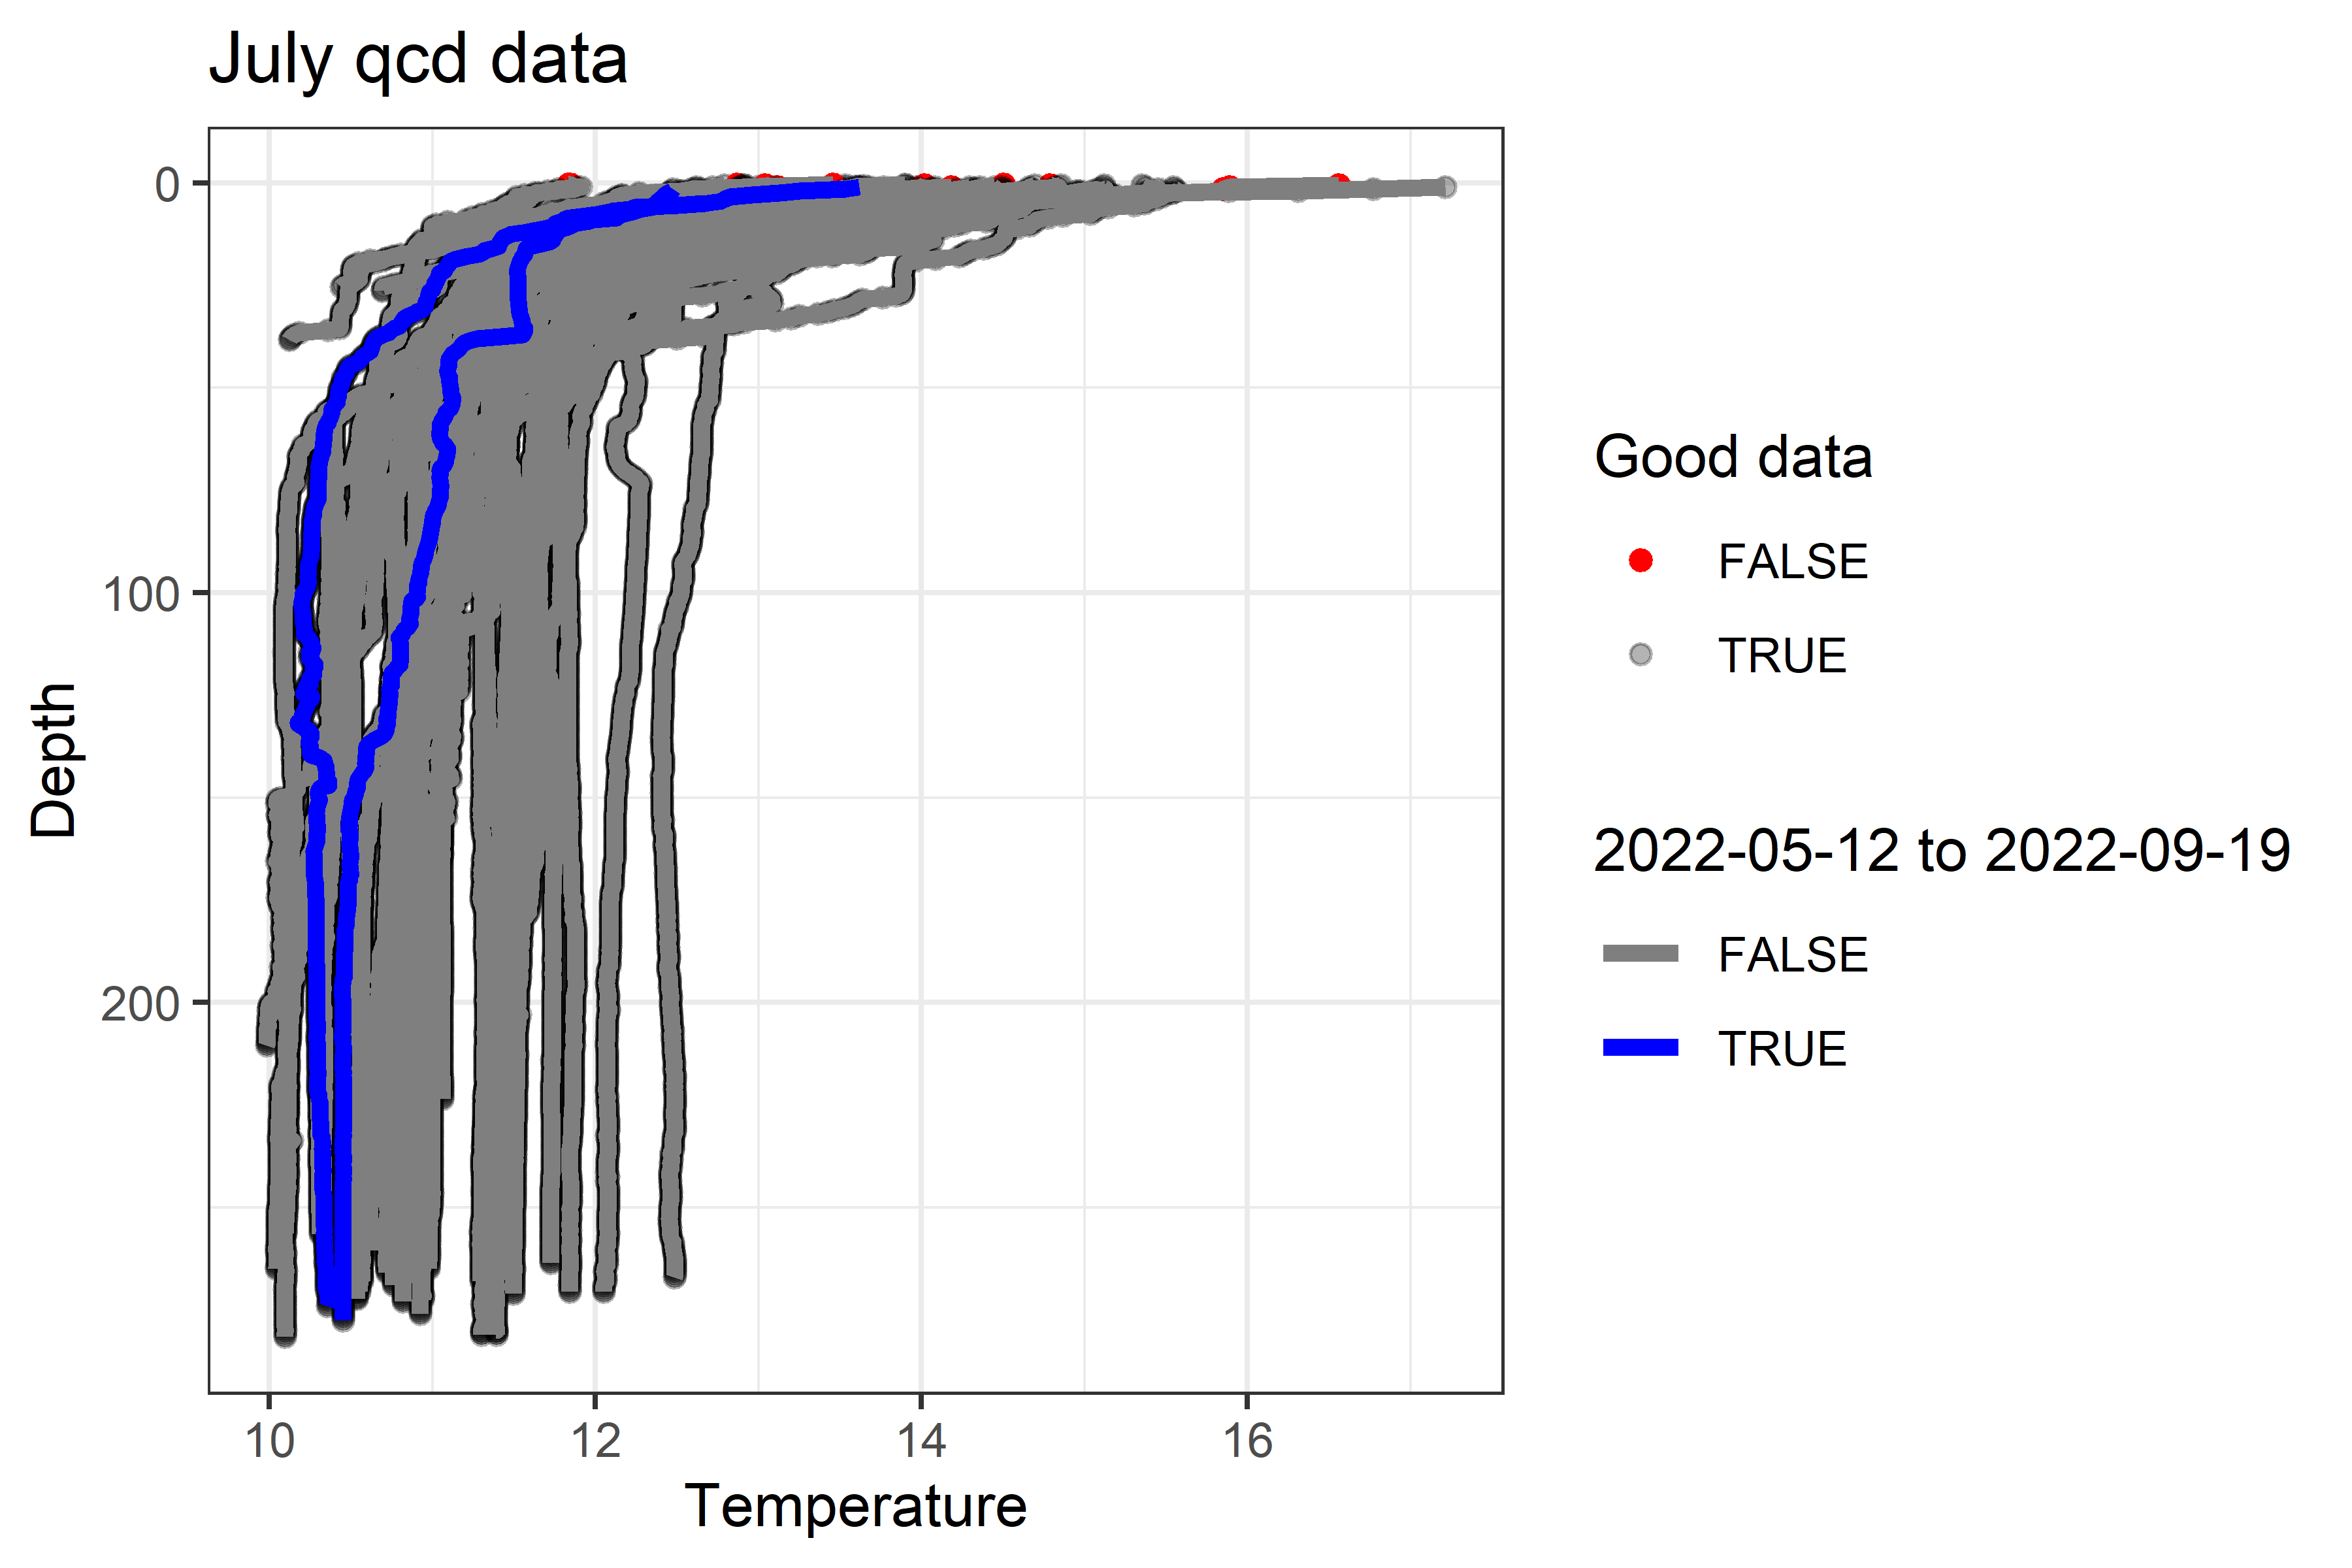 July qcd data
0
100
200
Depth
10 12 14 16
Temperature
Good data
FALSE
TRUE
2022-05-12 to 2022-09-19
FALSE
TRUE